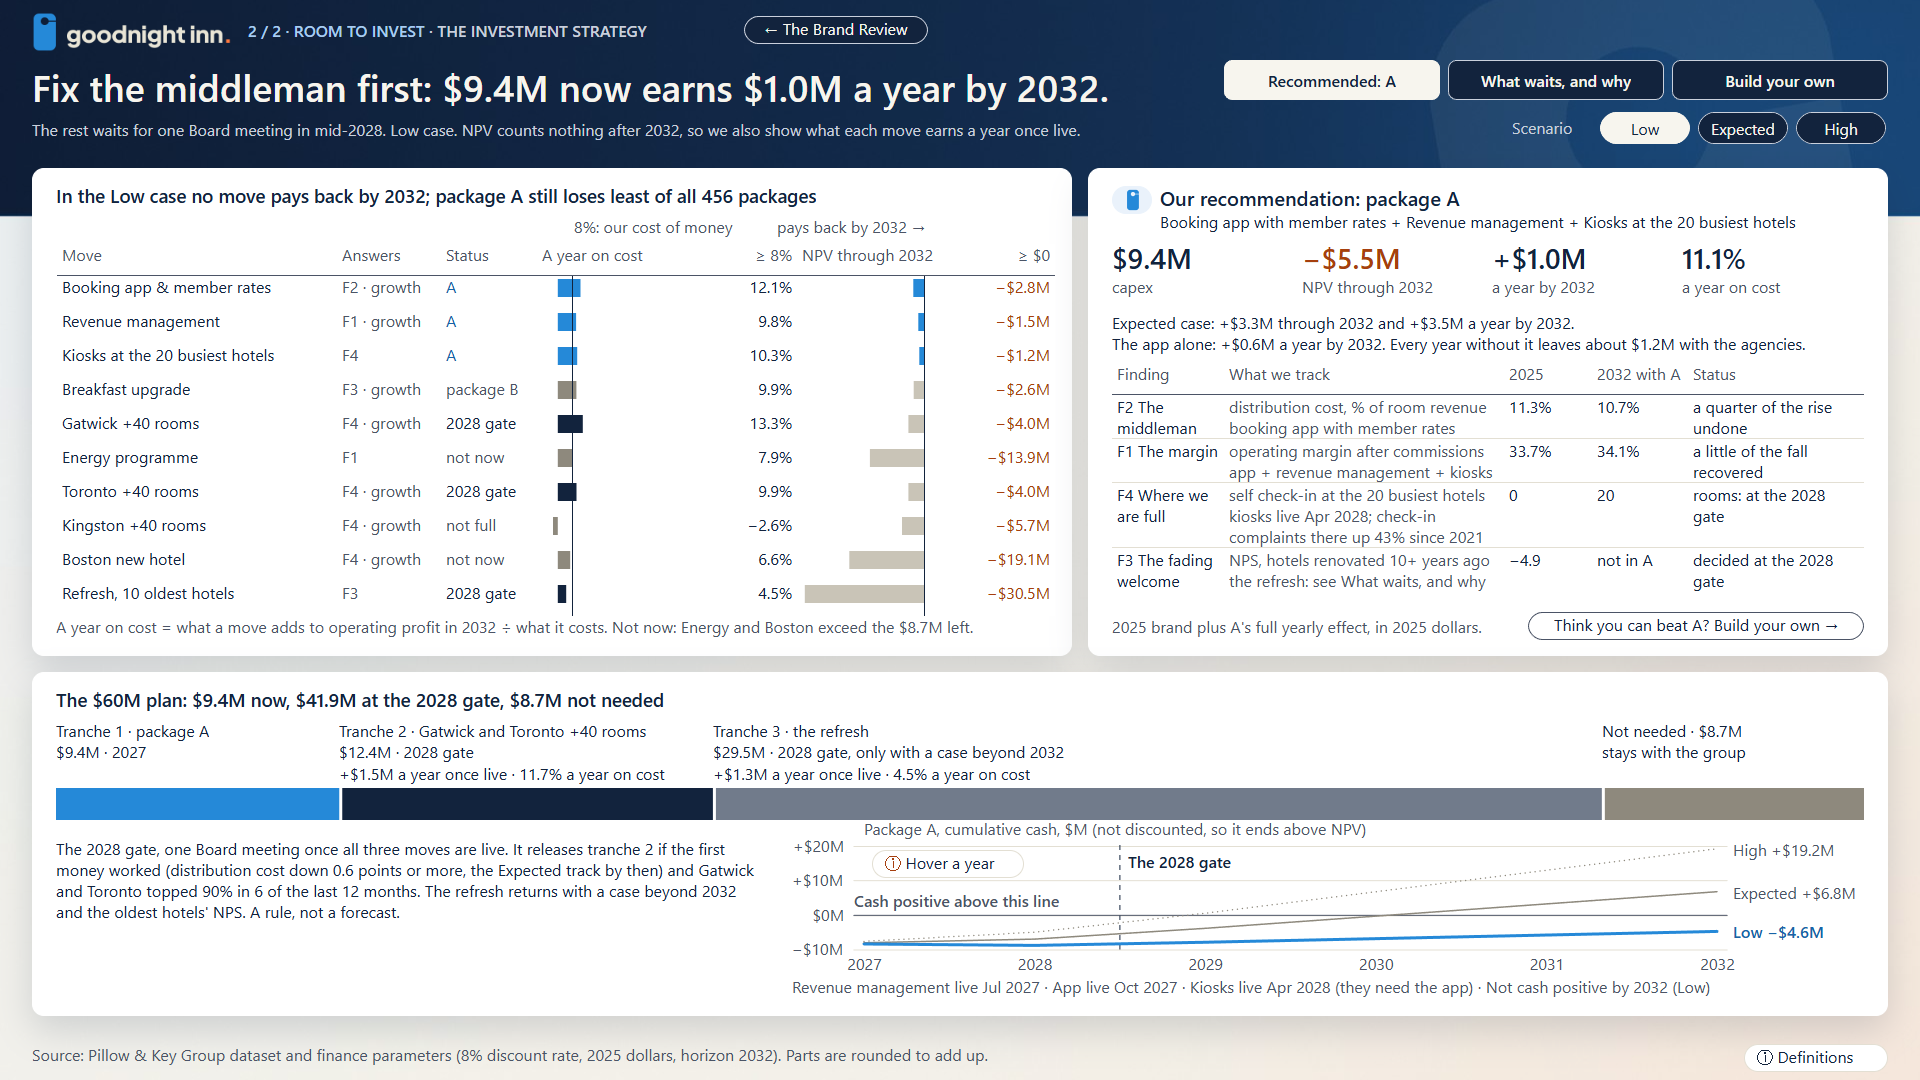 goodnight inn.
2 / 2 · ROOM TO INVEST · THE INVESTMENT STRATEGY
← The Brand Review
Fix the middleman first: $9.4M now earns $1.0M a year by 2032.
The rest waits for one Board meeting in mid-2028. Low case. NPV counts nothing after 2032, so we also show what each move earns a year once live.
Recommended: A
What waits, and why
Build your own
Scenario
Low
Expected
High
In the Low case no move pays back by 2032; package A still loses least of all 456 packages
8%: our cost of money
pays back by 2032 →
Move Answers Status A year on cost ≥ 8% NPV through 2032 ≥ $0
Booking app & member rates F2 · growth A 12.1% −$2.8M
Revenue management F1 · growth A 9.8% −$1.5M
Kiosks at the 20 busiest hotels F4 A 10.3% −$1.2M
Breakfast upgrade F3 · growth package B 9.9% −$2.6M
Gatwick +40 rooms F4 · growth 2028 gate 13.3% −$4.0M
Energy programme F1 not now 7.9% −$13.9M
Toronto +40 rooms F4 · growth 2028 gate 9.9% −$4.0M
Kingston +40 rooms F4 · growth not full −2.6% −$5.7M
Boston new hotel F4 · growth not now 6.6% −$19.1M
Refresh, 10 oldest hotels F3 2028 gate 4.5% −$30.5M
A year on cost = what a move adds to operating profit in 2032 ÷ what it costs. Not now: Energy and Boston exceed the $8.7M left.
Our recommendation: package A
Booking app with member rates + Revenue management + Kiosks at the 20 busiest hotels
$9.4M −$5.5M +$1.0M 11.1%
capex NPV through 2032 a year by 2032 a year on cost
Expected case: +$3.3M through 2032 and +$3.5M a year by 2032.
The app alone: +$0.6M a year by 2032. Every year without it leaves about $1.2M with the agencies.
Finding What we track 2025 2032 with A Status
F2 The distribution cost, % of room revenue 11.3% 10.7% a quarter of the rise
middleman booking app with member rates undone
F1 The margin operating margin after commissions 33.7% 34.1% a little of the fall
app + revenue management + kiosks recovered
F4 Where we self check-in at the 20 busiest hotels 0 20 rooms: at the 2028
are full kiosks live Apr 2028; check-in gate
complaints there up 43% since 2021
F3 The fading NPS, hotels renovated 10+ years ago −4.9 not in A decided at the 2028
welcome the refresh: see What waits, and why gate
2025 brand plus A's full yearly effect, in 2025 dollars.
Think you can beat A? Build your own →
The $60M plan: $9.4M now, $41.9M at the 2028 gate, $8.7M not needed
Tranche 1 · package A
$9.4M · 2027
Tranche 2 · Gatwick and Toronto +40 rooms
$12.4M · 2028 gate
+$1.5M a year once live · 11.7% a year on cost
Tranche 3 · the refresh
$29.5M · 2028 gate, only with a case beyond 2032
+$1.3M a year once live · 4.5% a year on cost
Not needed · $8.7M
stays with the group
The 2028 gate, one Board meeting once all three moves are live. It releases tranche 2 if the first
money worked (distribution cost down 0.6 points or more, the Expected track by then) and Gatwick
and Toronto topped 90% in 6 of the last 12 months. The refresh returns with a case beyond 2032
and the oldest hotels' NPS. A rule, not a forecast.
Package A, cumulative cash, $M (not discounted, so it ends above NPV)
+$20M
High +$19.2M
ⓘ Hover a year
The 2028 gate
+$10M
Expected +$6.8M
Cash positive above this line
$0M
Low −$4.6M
−$10M
2027 2028 2029 2030 2031 2032
Revenue management live Jul 2027 · App live Oct 2027 · Kiosks live Apr 2028 (they need the app) · Not cash positive by 2032 (Low)
Source: Pillow & Key Group dataset and finance parameters (8% discount rate, 2025 dollars, horizon 2032). Parts are rounded to add up.
ⓘ Definitions